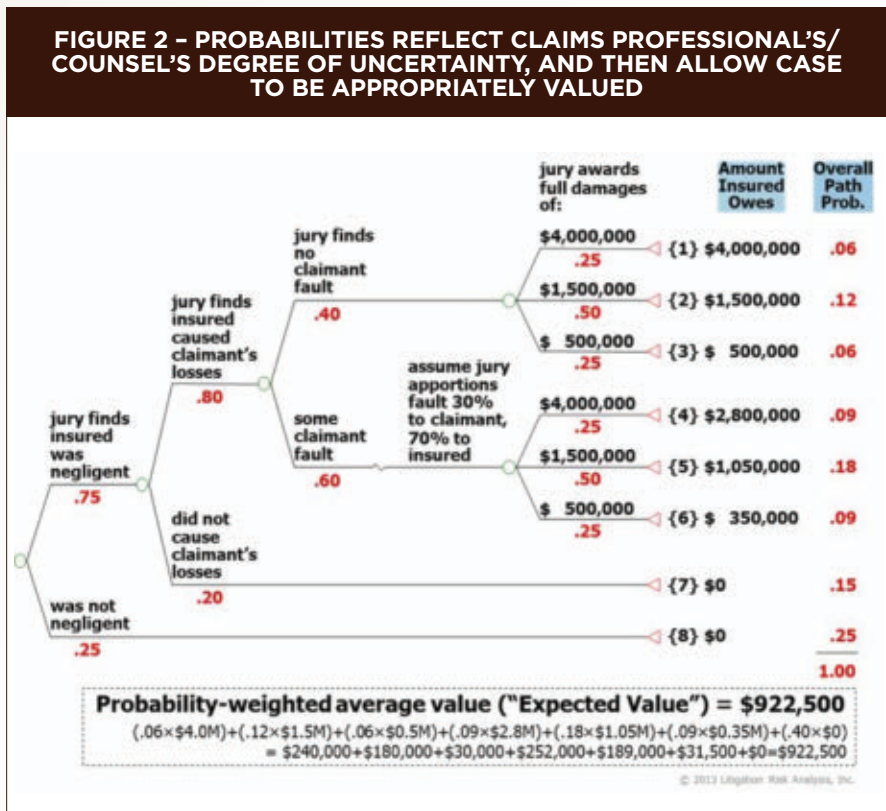 FIGURE 2 – PROBABILITIES REFLECT CLAIMS PROFESSIONAL'S/
COUNSEL'S DEGREE OF UNCERTAINTY, AND THEN ALLOW CASE
TO BE APPROPRIATELY VALUED
jury awards
full damages
of:
Amount
Insured
Owes
Overall
Path
Prob.
jury finds
no
claimant
fault
.40
$4,000,000
.25
{1} $4,000,000
.06
$1,500,000
.50
{2} $1,500,000
.12
$ 500,000
.25
{3} $ 500,000
.06
jury finds
insured
caused
claimant's
losses
.80
some
claimant
fault
.60
assume jury
apportions
fault 30%
to claimant,
70% to
insured
$4,000,000
.25
{4} $2,800,000
.09
$1,500,000
.50
{5} $1,050,000
.18
$ 500,000
.25
{6} $ 350,000
.09
jury finds
insured
was
negligent
.75
did not
cause
claimant's
losses
.20
{7} $0
.15
was not
negligent
.25
{8} $0
.25
1.00
Probability-weighted average value ("Expected Value") = $922,500
(.06×$4.0M)+(.12×$1.5M)+(.06×$0.5M)+(.09×$2.8M)+(.18×$1.05M)+(.09×$0.35M)+(.40×$0)
= $240,000+$180,000+$30,000+$252,000+$189,000+$31,500+$0=$922,500
© 2013 Litigation Risk Analysis, Inc.